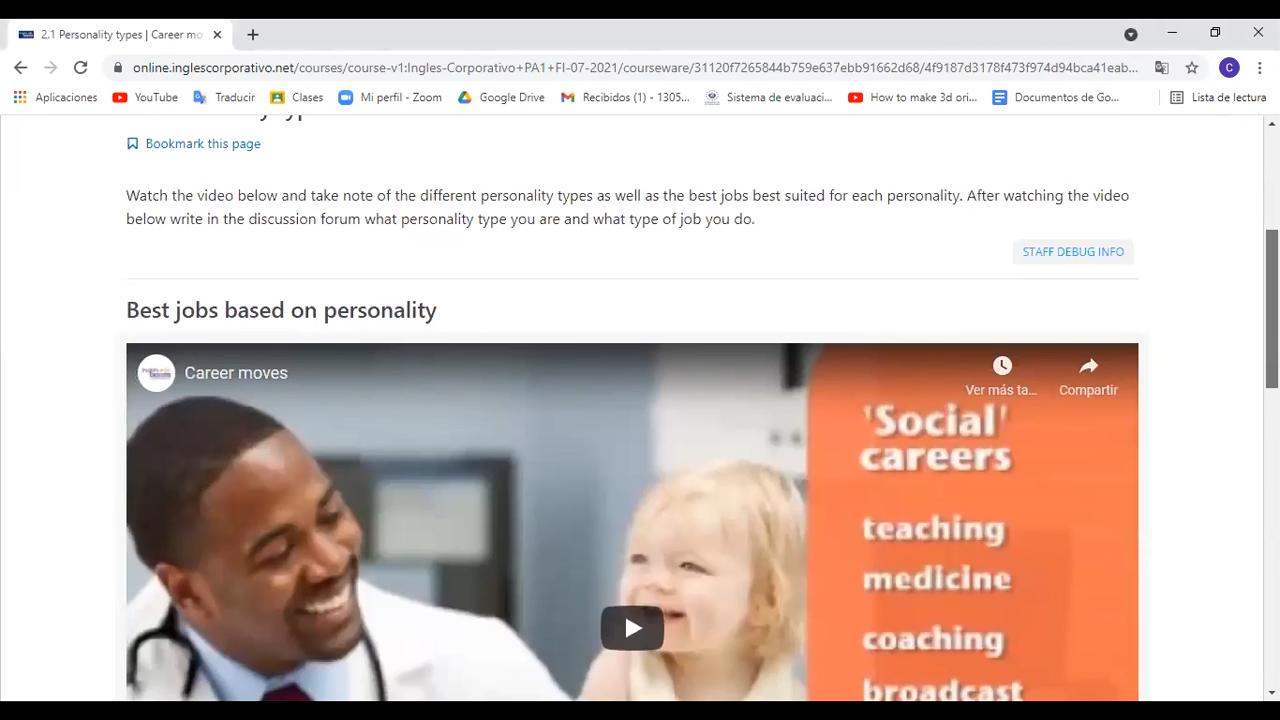 2.1 Personality types | Career mo
online.inglescorporativo.net/courses/course-v1:Ingles-Corporativo+PA1+FI-07-2021/courseware/31120f7265844b759e637ebb91662d68/4f9187d3178f473f974d94bca41eab...
Aplicaciones YouTube Traducir Clases Mi perfil - Zoom Google Drive Recibidos (1) - 1305... Sistema de evaluaci... How to make 3d ori... Documentos de Go... Lista de lectura
Bookmark this page
Watch the video below and take note of the different personality types as well as the best jobs best suited for each personality. After watching the video
below write in the discussion forum what personality type you are and what type of job you do.
STAFF DEBUG INFO
Best jobs based on personality
Career moves
Ver más ta...
Compartir
'Social'
careers
teaching
medicine
coaching
broadcast
C